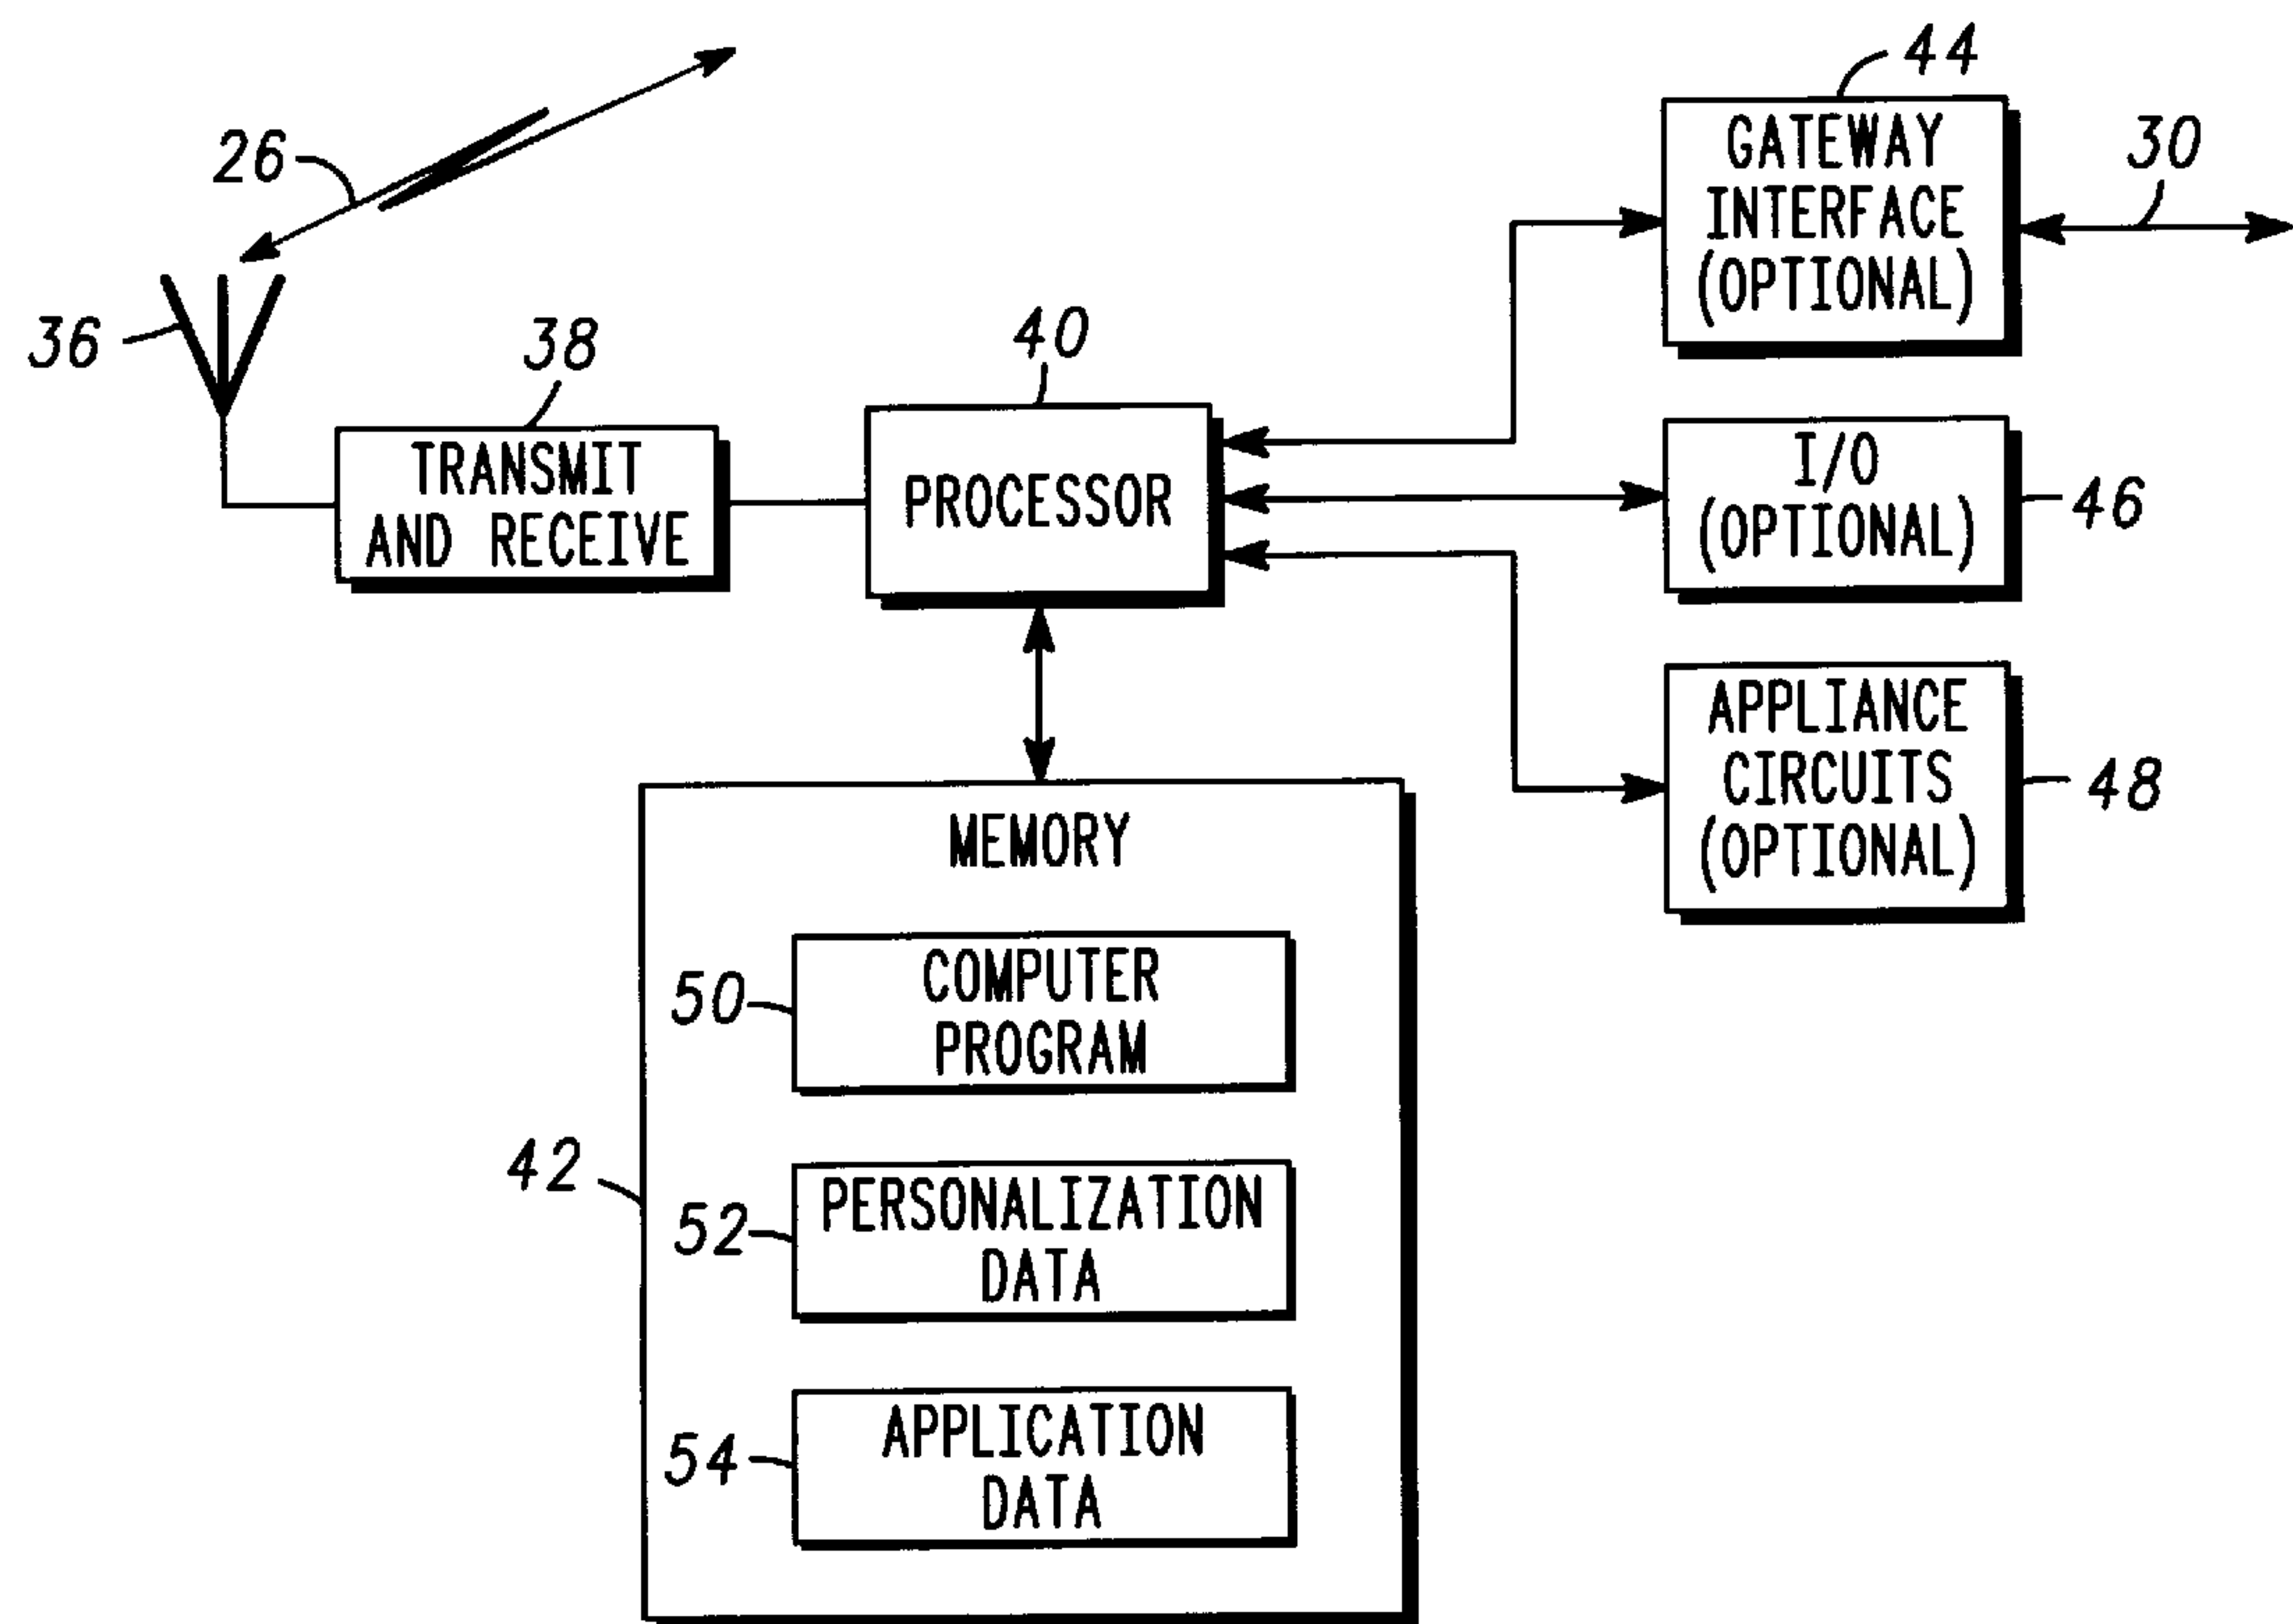 26
36
38
TRANSMIT
AND RECEIVE
40
PROCESSOR
44
GATEWAY
INTERFACE
(OPTIONAL)
30
I/O
(OPTIONAL)
46
APPLIANCE
CIRCUITS
(OPTIONAL)
48
42
MEMORY
50
COMPUTER
PROGRAM
52
PERSONALIZATION
DATA
54
APPLICATION
DATA